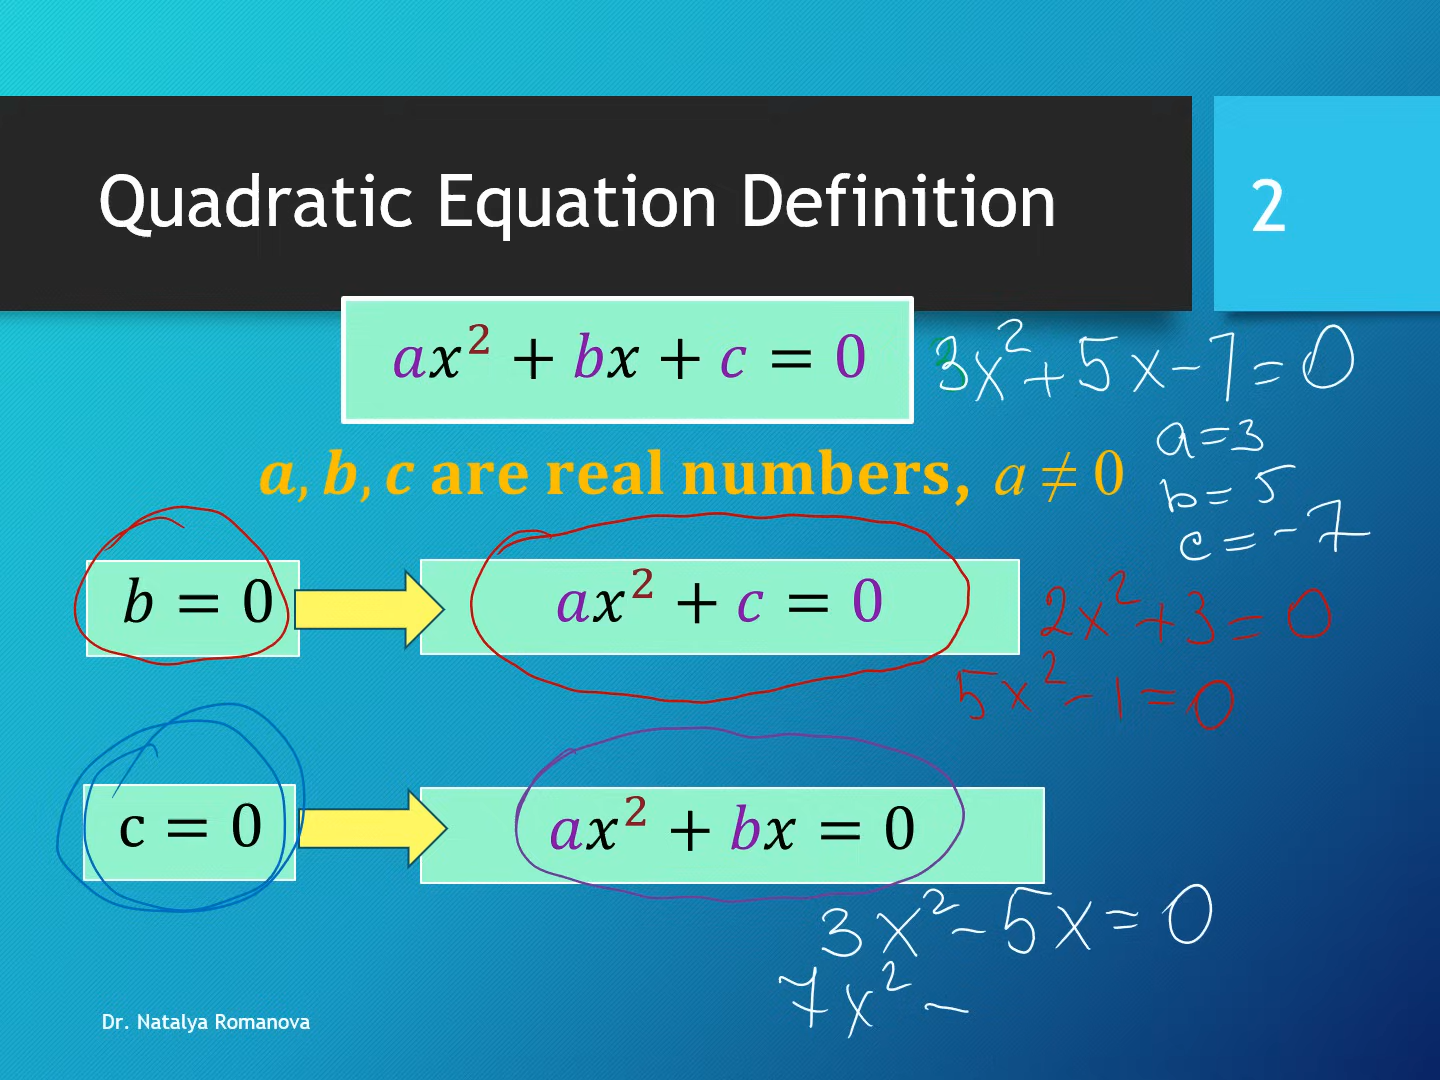 Quadratic Equation Definition
2
ax² + bx + c = 0
3x² + 5x - 7 = 0
a, b, c are real numbers, a ≠ 0
a = 3
b = 5
c = - 7
b = 0
ax² + c = 0
2x² + 3 = 0
5x² - 1 = 0
c = 0
ax² + bx = 0
3x² - 5x = 0
7x² -
Dr. Natalya Romanova